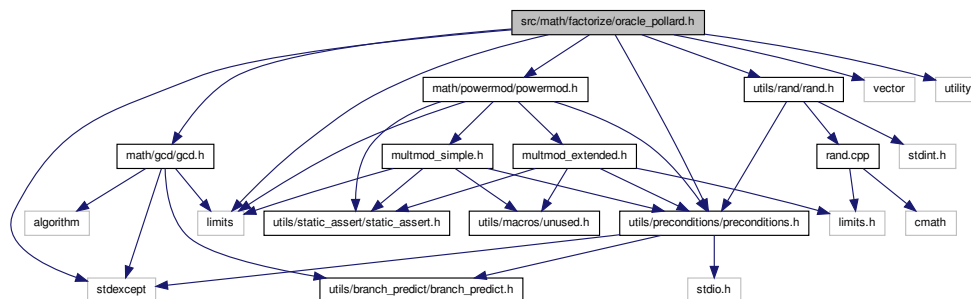 src/math/factorize/oracle_pollard.h
math/powermod/powermod.h
utils/rand/rand.h
vector
utility
math/gcd/gcd.h
multmod_simple.h
multmod_extended.h
rand.cpp
stdint.h
algorithm
limits
utils/static_assert/static_assert.h
utils/macros/unused.h
utils/preconditions/preconditions.h
limits.h
cmath
stdexcept
utils/branch_predict/branch_predict.h
stdio.h